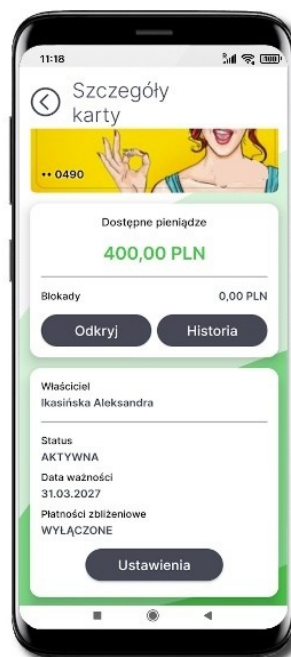 11:18
Szczegóły
karty
•• 0490
Dostępne pieniądze
400,00 PLN
Blokady 0,00 PLN
Odkryj Historia
Właściciel
Ikasińska Aleksandra
Status
AKTYWNA
Data ważności
31.03.2027
Płatności zbliżeniowe
WYŁĄCZONE
Ustawienia